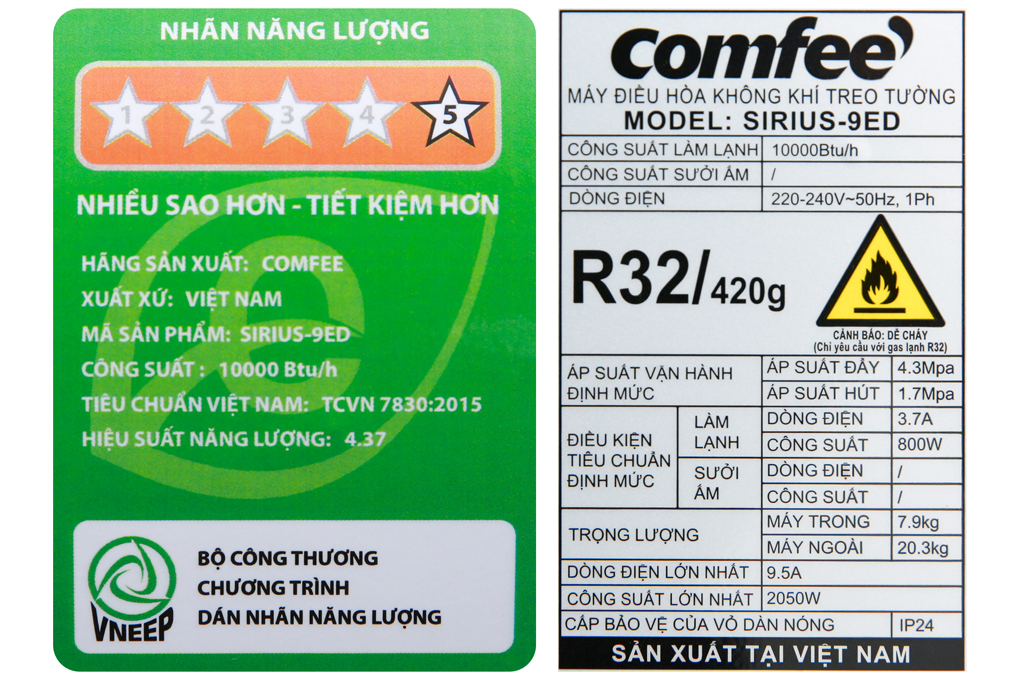 NHÃN NĂNG LƯỢNG
1 2 3 4 5
NHIỀU SAO HƠN - TIẾT KIỆM HƠN
HÃNG SẢN XUẤT: COMFEE
XUẤT XỨ: VIỆT NAM
MÃ SẢN PHẨM: SIRIUS-9ED
CÔNG SUẤT : 10000 Btu/h
TIÊU CHUẨN VIỆT NAM: TCVN 7830:2015
HIỆU SUẤT NĂNG LƯỢNG: 4.37
VNEEP
BỘ CÔNG THƯƠNG
CHƯƠNG TRÌNH
DÁN NHÃN NĂNG LƯỢNG
comfee'
MÁY ĐIỀU HÒA KHÔNG KHÍ TREO TƯỜNG
MODEL: SIRIUS-9ED
CÔNG SUẤT LÀM LẠNH 10000Btu/h
CÔNG SUẤT SƯỞI ẤM /
DÒNG ĐIỆN 220-240V~50Hz, 1Ph
R32/420g
CẢNH BÁO: DỄ CHÁY
(Chỉ yêu cầu với gas lạnh R32)
ÁP SUẤT VẬN HÀNH
ĐỊNH MỨC
ÁP SUẤT ĐẨY 4.3Mpa
ÁP SUẤT HÚT 1.7Mpa
ĐIỀU KIỆN
TIÊU CHUẨN
ĐỊNH MỨC
LÀM
LẠNH
DÒNG ĐIỆN 3.7A
CÔNG SUẤT 800W
SƯỞI
ẤM
DÒNG ĐIỆN /
CÔNG SUẤT /
TRỌNG LƯỢNG
MÁY TRONG 7.9kg
MÁY NGOÀI 20.3kg
DÒNG ĐIỆN LỚN NHẤT 9.5A
CÔNG SUẤT LỚN NHẤT 2050W
CẤP BẢO VỆ CỦA VỎ DÀN NÓNG IP24
SẢN XUẤT TẠI VIỆT NAM